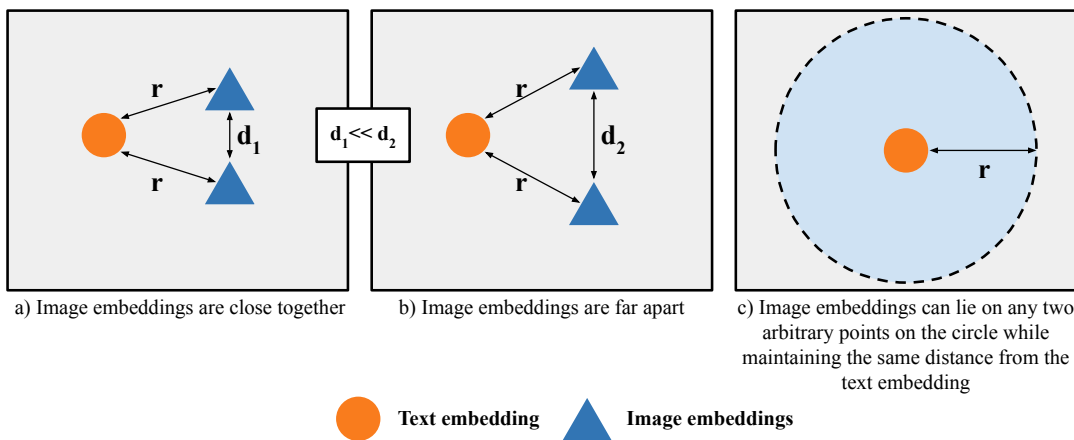 r
d1
r
d1<< d2
r
d2
r
r
a) Image embeddings are close together
b) Image embeddings are far apart
c) Image embeddings can lie on any two
arbitrary points on the circle while
maintaining the same distance from the
text embedding
Text embedding
Image embeddings